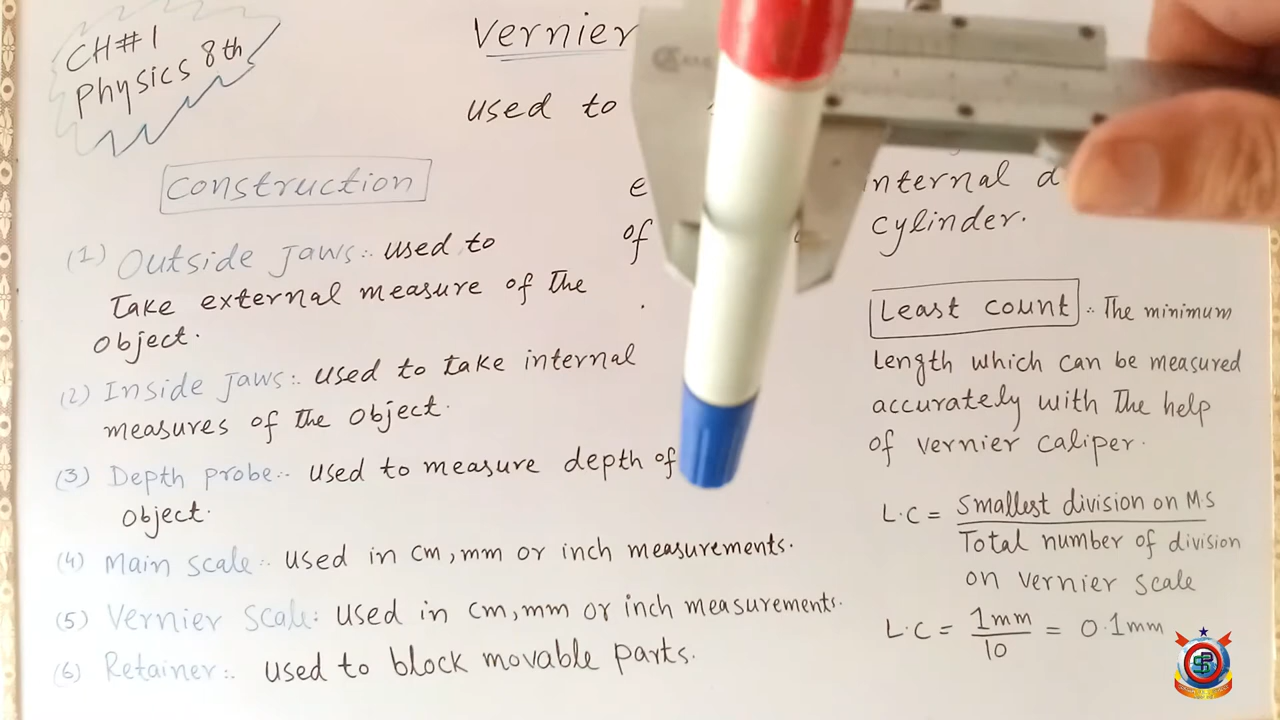 CH#1
Physics 8th
Vernier
used to
Construction
(1) Outside jaws:. used to
take external measure of the
object.
(2) Inside jaws:. used to take internal
measures of the object.
(3) Depth probe:. used to measure depth of
object.
(4) Main scale:. used in cm, mm or inch measurements.
(5) Vernier scale: used in cm, mm or inch measurements.
(6) Retainer:. used to block movable parts.
internal d
of
cylinder.
Least count :. The minimum
length which can be measured
accurately with the help
of vernier caliper.
L.C = Smallest division on M.S
Total number of division
on vernier scale
L.C = 1mm
10
= 0.1mm